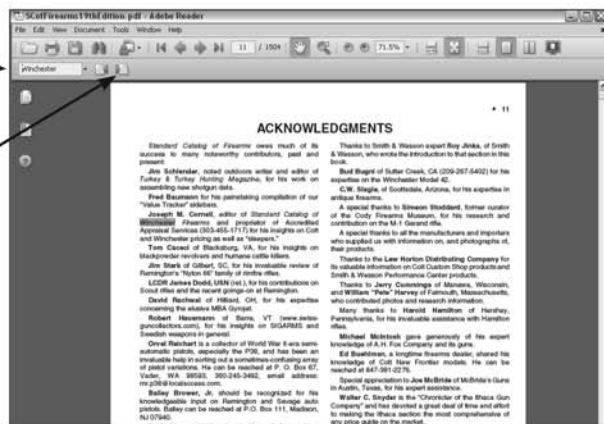 SCofFirearms19thEdition.pdf - Adobe Reader
File Edit View Document Tools Window Help
11 / 1504
71.5%
Winchester
• 11
ACKNOWLEDGMENTS
Standard Catalog of Firearms owes much of its
success to many noteworthy contributors, past and
present:
Jim Schlender, noted outdoors writer and editor of
Turkey & Turkey Hunting Magazine, for his work on
assembling new shotgun data.
Fred Baumann for his painstaking compilation of our
"Value Tracker" sidebars.
Joseph M. Cornell, editor of Standard Catalog of
Winchester Firearms and proprietor of Accredited
Appraisal Services (303-455-1717) for his insights on Colt
and Winchester pricing as well as "sleepers."
Tom Caceci of Blacksburg, VA, for his insights on
blackpowder revolvers and humane cattle killers.
Jim Stark of Gilbert, SC, for his invaluable review of
Remington's "Nylon 66" family of rimfire rifles.
LCDR James Dodd, USN (ret.), for his contributions on
Scout rifles and the recent goings-on at Remington.
David Rachwal of Hilliard, OH, for his expertise
concerning the elusive MBA Gyrojet.
Robert Hausmann of Barre, VT (www.swiss-
guncollectors.com), for his insights on SIGARMS and
Swedish weapons in general.
Orval Reichert is a collector of World War II-era semi-
automatic pistols, especially the P38, and has been an
invaluable help in sorting out a sometimes confusing array
of pistol variations. He can be reached at P. O. Box 67,
Vader, WA 98593, 360-245-3492, email address:
mr.p38@localaccess.com.
Bailey Brower, Jr. should be recognized for his
knowledgeable input on Remington and Savage auto
pistols. Bailey can be reached at P.O. Box 111, Madison,
NJ 07940.
Thanks to Smith & Wesson expert Roy Jinks, of Smith
& Wesson, who wrote the introduction to that section in this
book.
Bud Bugni of Sutter Creek, CA (209-267-5402) for his
expertise on the Winchester Model 42.
C.W. Slagle, of Scottsdale, Arizona, for his expertise in
antique firearms.
A special thanks to Simeon Stoddard, former curator
of the Cody Firearms Museum, for his research and
contribution on the M-1 Garand rifle.
A special thanks to all the manufacturers and importers
who supplied us with information on, and photographs of,
their products.
Thanks to the Lew Horton Distributing Company for
its valuable information on Colt Custom Shop products and
Smith & Wesson Performance Center products.
Thanks to Jerry Cummings of Manawa, Wisconsin,
and William "Pete" Harvey of Falmouth, Massachusetts,
who contributed photos and research information.
Many thanks to Harold Hamilton of Hershey,
Pennsylvania, for his invaluable assistance with Hamilton
rifles.
Michael McIntosh gave generously of his expert
knowledge of A.H. Fox Company and its guns.
Ed Buehlman, a longtime firearms dealer, shared his
knowledge of Colt New Frontier models. He can be
reached at 847-381-2276.
Special appreciation to Joe McBride of McBride's Guns
in Austin, Texas, for his expert assistance.
Walter C. Snyder is the "Chronicler of the Ithaca Gun
Company" and has devoted a great deal of time and effort
to making the Ithaca section the most comprehensive of
any price guide on the market.